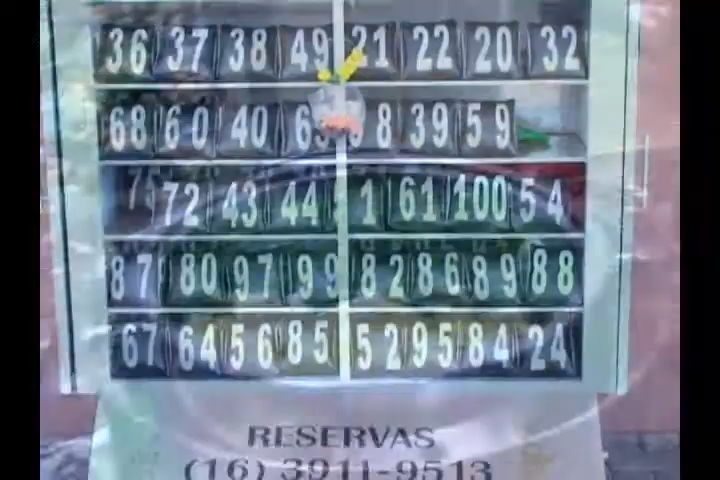 36 37 38 49 21 22 20 32
68 60 40 98 39 59
72 43 44 1 61 100 54
87 80 97 99 82 86 89 88
67 64 56 85 52 95 84 24
RESERVAS
(16) 3911-9513